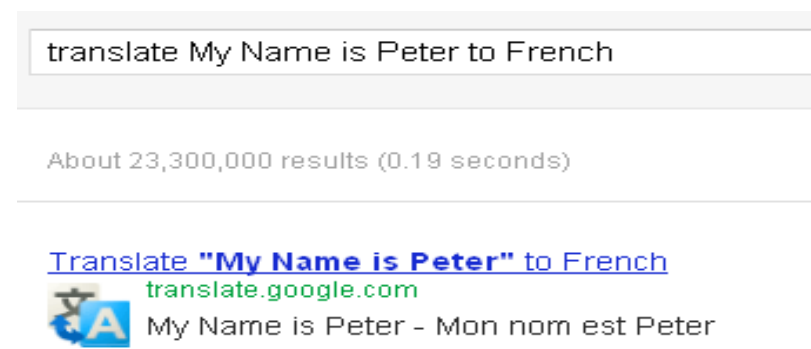 translate My Name is Peter to French
About 23,300,000 results (0.19 seconds)
Translate "My Name is Peter" to French
translate.google.com
文 A
My Name is Peter - Mon nom est Peter